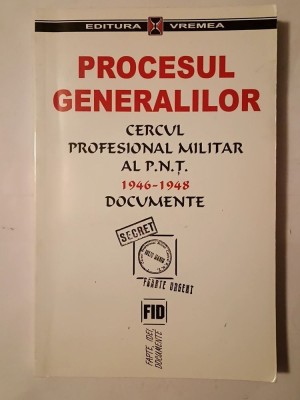 EDITURA VREMEA
PROCESUL
GENERALILOR
CERCUL
PROFESIONAL MILITAR
AL P.N.Ț.
1946-1948
DOCUMENTE
SECRET
FOARTE URGENT
FID
FAPTE, IDEI,
DOCUMENTE